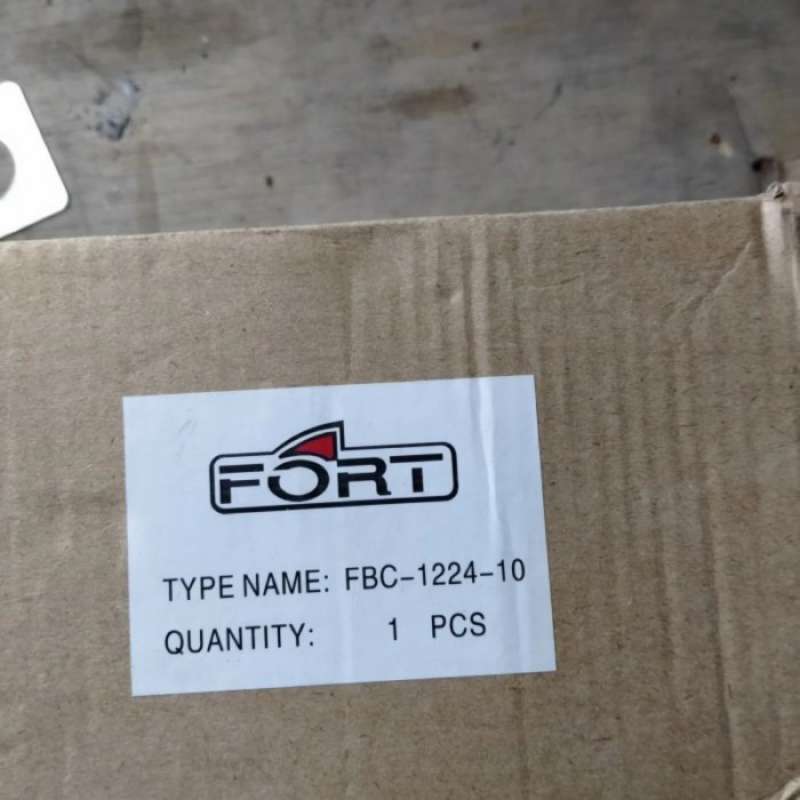 FORT
TYPE NAME: FBC-1224-10
QUANTITY: 1 PCS